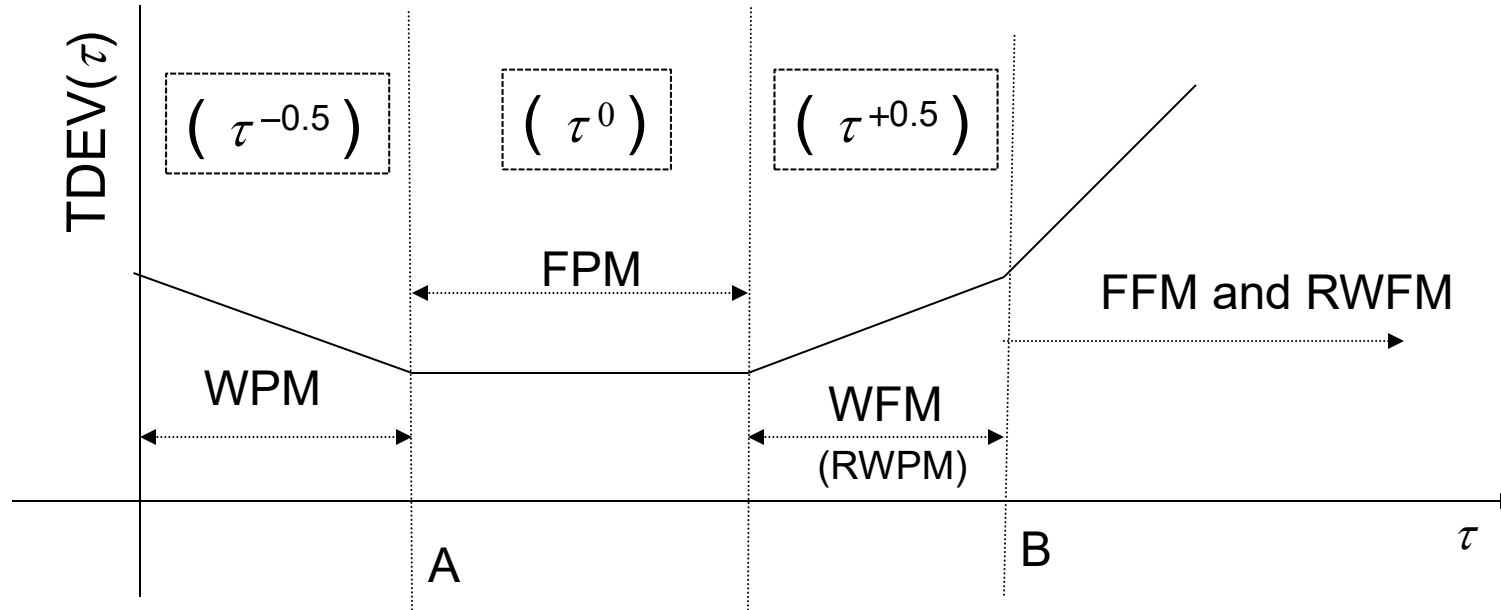 TDEV(τ)
( τ –0.5 )
( τ 0 )
( τ +0.5 )
FPM
FFM and RWFM
WPM
WFM
(RWPM)
A
B
τ